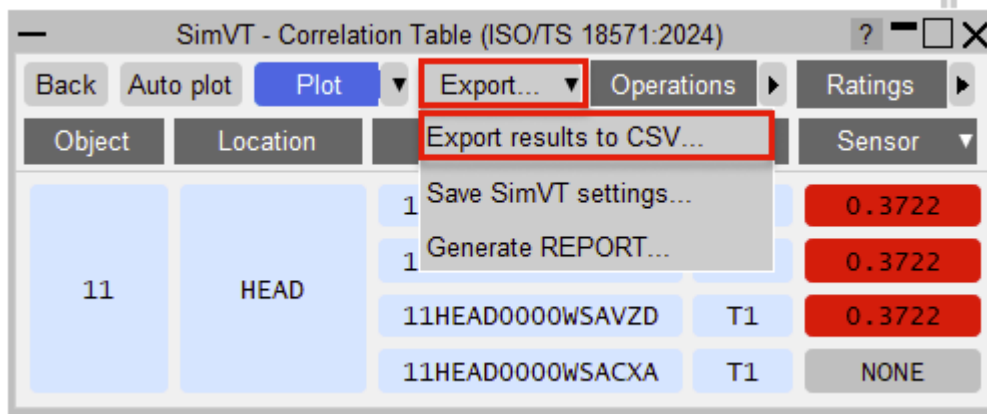 SimVT - Correlation Table (ISO/TS 18571:2024) ?
Back Auto plot Plot Export... Operations Ratings
Object Location Sensor
Export results to CSV...
Save SimVT settings...
Generate REPORT...
11 HEAD
1 0.3722
1 0.3722
11HEAD0000WSAVZD T1 0.3722
11HEAD0000WSACXA T1 NONE